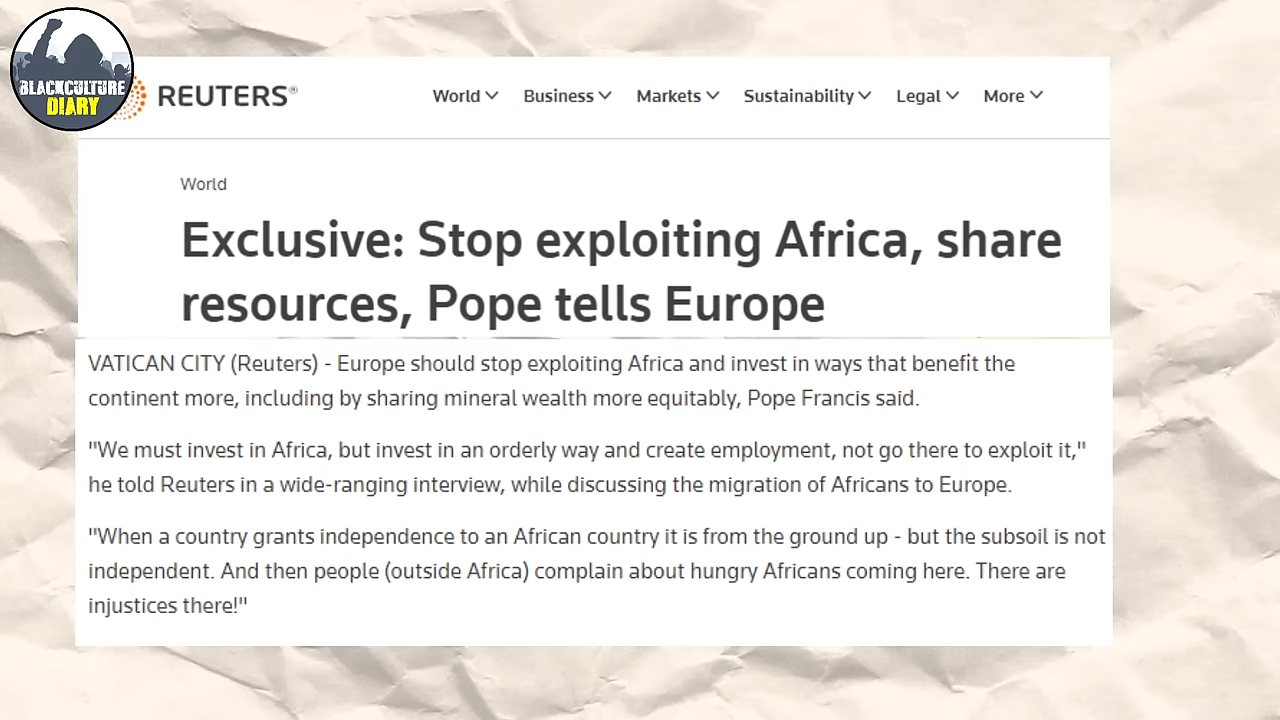 BLACKCULTURE
DIARY
REUTERS®
World Business Markets Sustainability Legal More
World
Exclusive: Stop exploiting Africa, share
resources, Pope tells Europe
VATICAN CITY (Reuters) - Europe should stop exploiting Africa and invest in ways that benefit the
continent more, including by sharing mineral wealth more equitably, Pope Francis said.
"We must invest in Africa, but invest in an orderly way and create employment, not go there to exploit it,"
he told Reuters in a wide-ranging interview, while discussing the migration of Africans to Europe.
"When a country grants independence to an African country it is from the ground up - but the subsoil is not
independent. And then people (outside Africa) complain about hungry Africans coming here. There are
injustices there!"